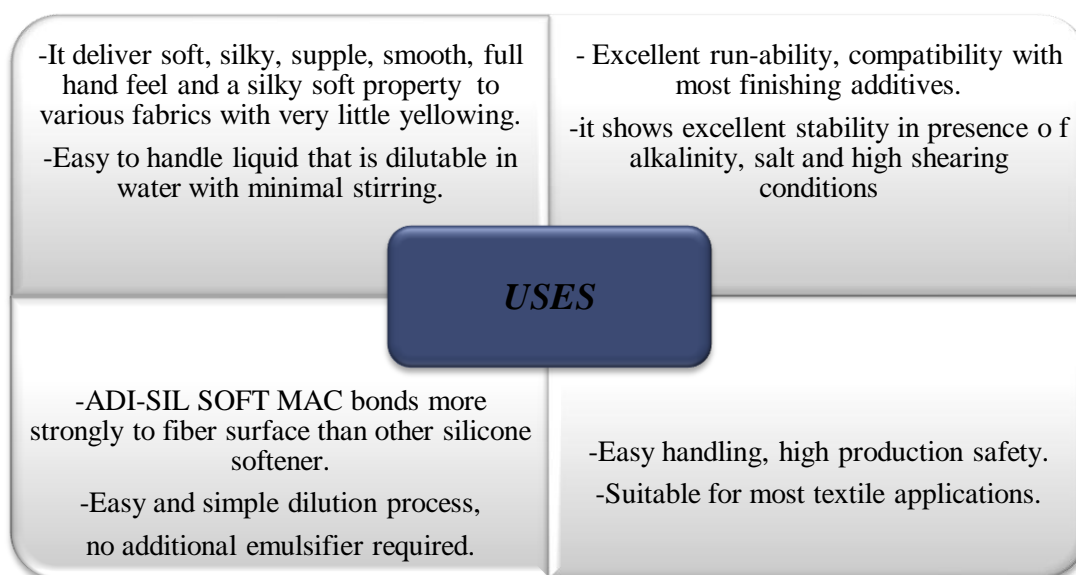 -It deliver soft, silky, supple, smooth, full
hand feel and a silky soft property to
various fabrics with very little yellowing.
-Easy to handle liquid that is dilutable in
water with minimal stirring.
- Excellent run-ability, compatibility with
most finishing additives.
-it shows excellent stability in presence o f
alkalinity, salt and high shearing
conditions
USES
-ADI-SIL SOFT MAC bonds more
strongly to fiber surface than other silicone
softener.
-Easy and simple dilution process,
no additional emulsifier required.
-Easy handling, high production safety.
-Suitable for most textile applications.